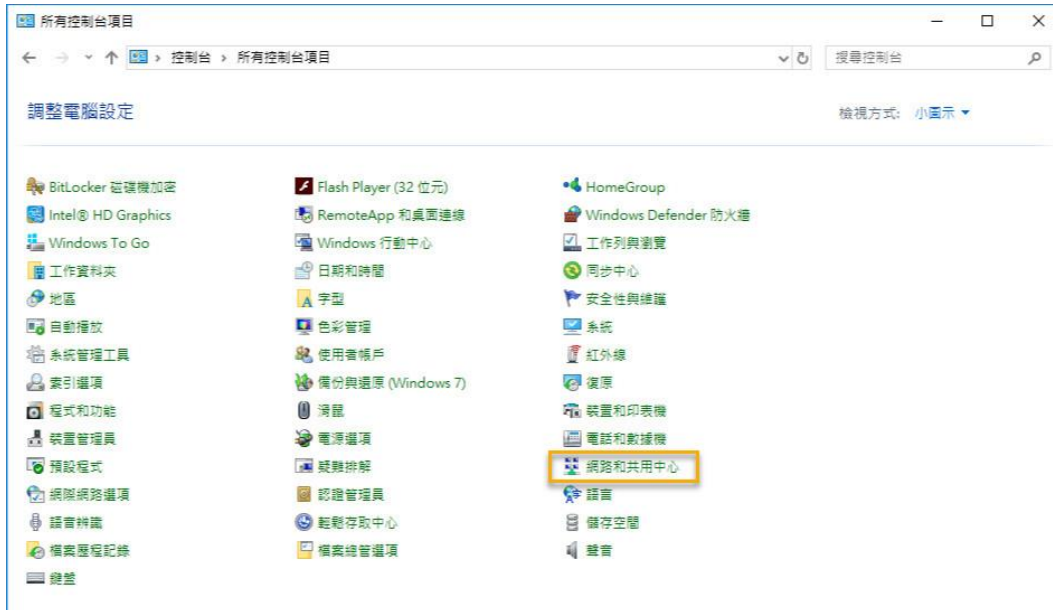 所有控制台項目
控制台 › 所有控制台項目
搜尋控制台
調整電腦設定
檢視方式: 小圖示
BitLocker 磁碟機加密
Flash Player (32 位元)
HomeGroup
Intel® HD Graphics
RemoteApp 和桌面連線
Windows Defender 防火牆
Windows To Go
Windows 行動中心
工作列與瀏覽
工作資料夾
日期和時間
同步中心
地區
字型
安全性與維護
自動播放
色彩管理
系統
系統管理工具
使用者帳戶
紅外線
索引選項
備份與還原 (Windows 7)
復原
程式和功能
滑鼠
裝置和印表機
裝置管理員
電源選項
電話和數據機
預設程式
疑難排解
網路和共用中心
網際網路選項
認證管理員
語言
語音辨識
輕鬆存取中心
儲存空間
檔案歷程記錄
檔案總管選項
聲音
鍵盤